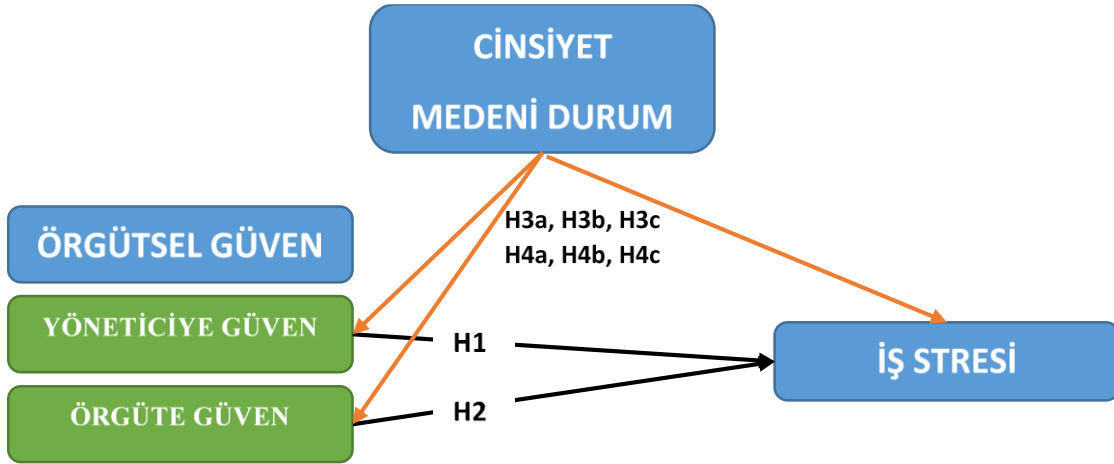 CİNSİYET
MEDENİ DURUM
H3a, H3b, H3c
H4a, H4b, H4c
ÖRGÜTSEL GÜVEN
YÖNETİCİYE GÜVEN
H1
İŞ STRESİ
ÖRGÜTE GÜVEN
H2